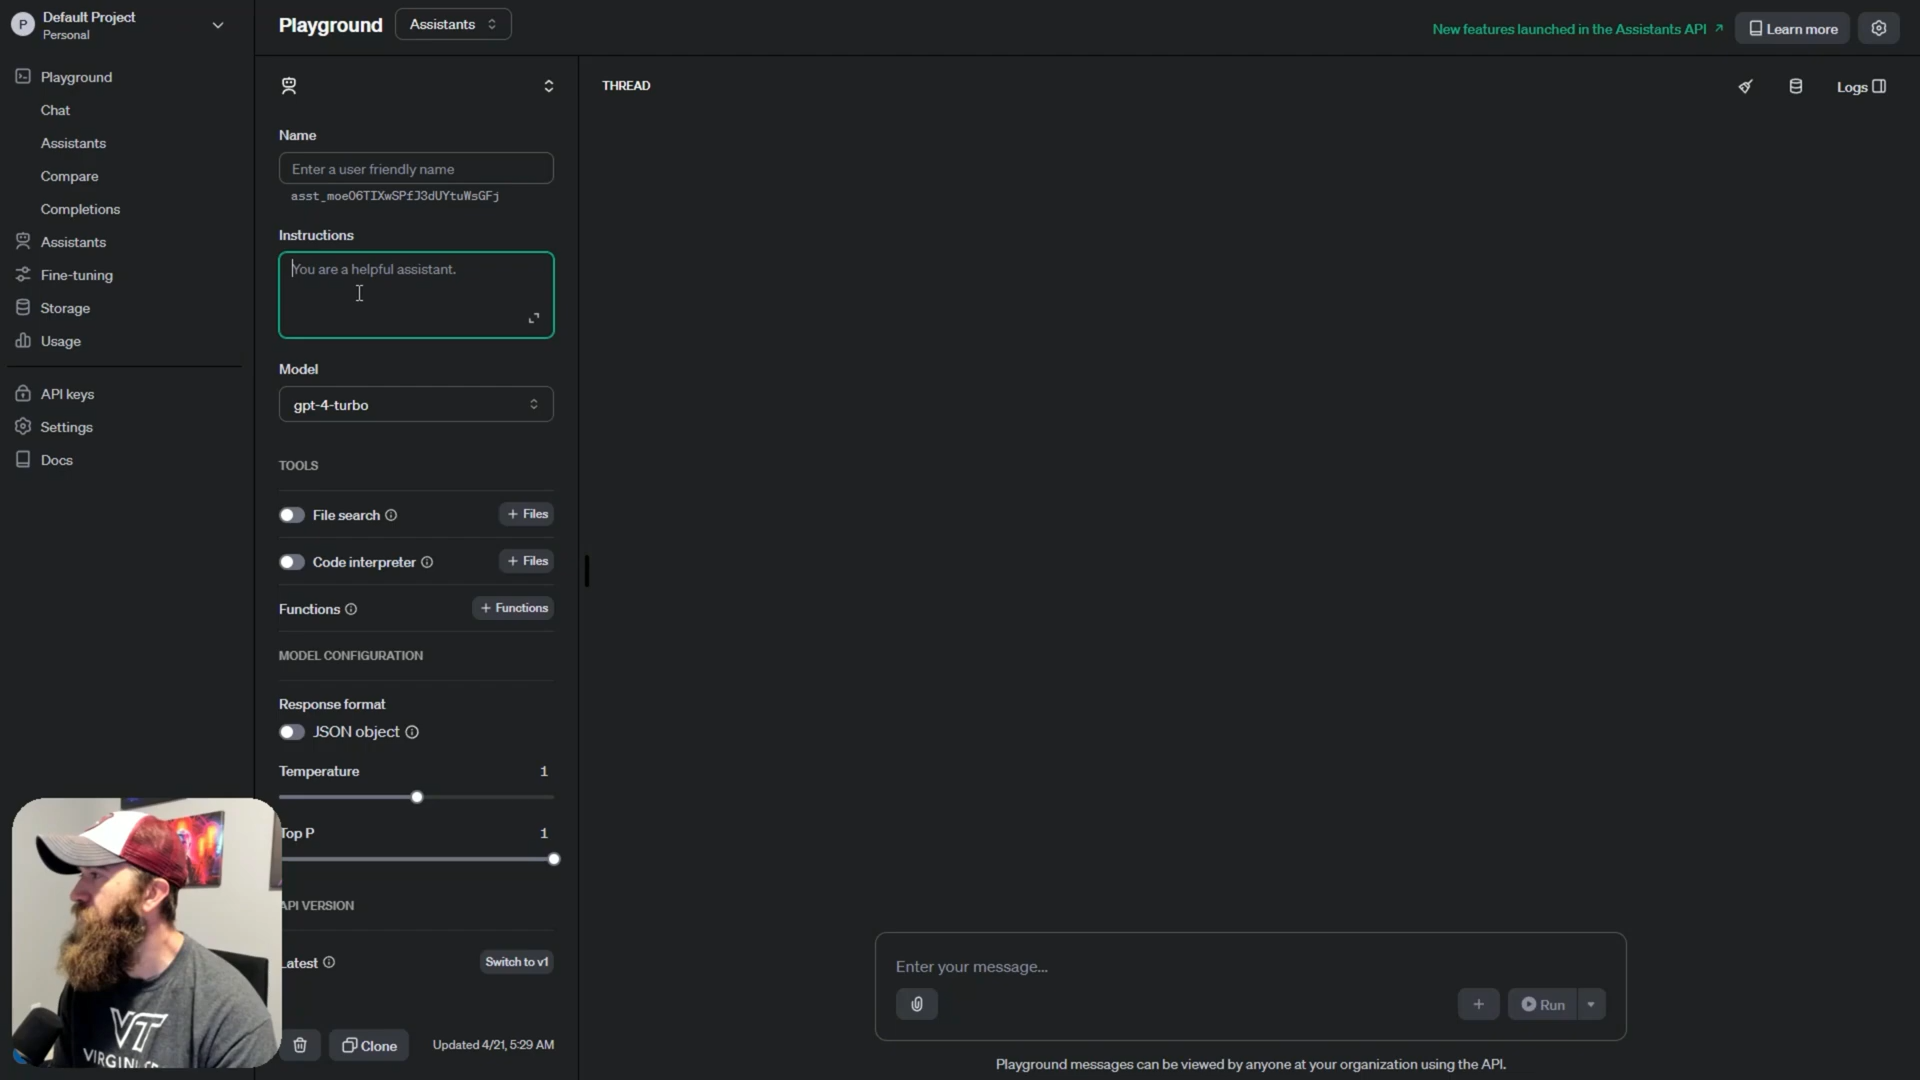 P
Default Project
Personal
Playground
Chat
Assistants
Compare
Completions
Assistants
Fine-tuning
Storage
Usage
API keys
Settings
Docs
Playground
Assistants
New features launched in the Assistants API
Learn more
Name
Enter a user friendly name
asst_moeO6TIXwSPfJ3dUYtuWsGFj
Instructions
You are a helpful assistant.
Model
gpt-4-turbo
TOOLS
File search
+ Files
Code interpreter
+ Files
Functions
+ Functions
MODEL CONFIGURATION
Response format
JSON object
Temperature
1
Top P
1
API VERSION
Latest
Switch to v1
Clone
Updated 4/21, 5:29 AM
THREAD
Logs
Enter your message...
+
Run
Playground messages can be viewed by anyone at your organization using the API.
VT